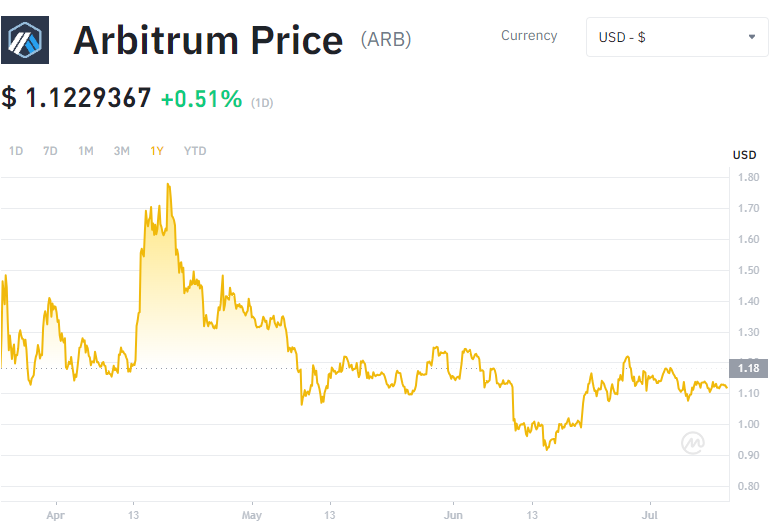 Arbitrum Price (ARB)
Currency
USD - $
$ 1.1229367 +0.51% (1D)
1D 7D 1M 3M 1Y YTD
USD
1.80
1.70
1.60
1.50
1.40
1.30
1.18
1.10
1.00
0.90
0.80
Apr 13 May 13 Jun 13 Jul